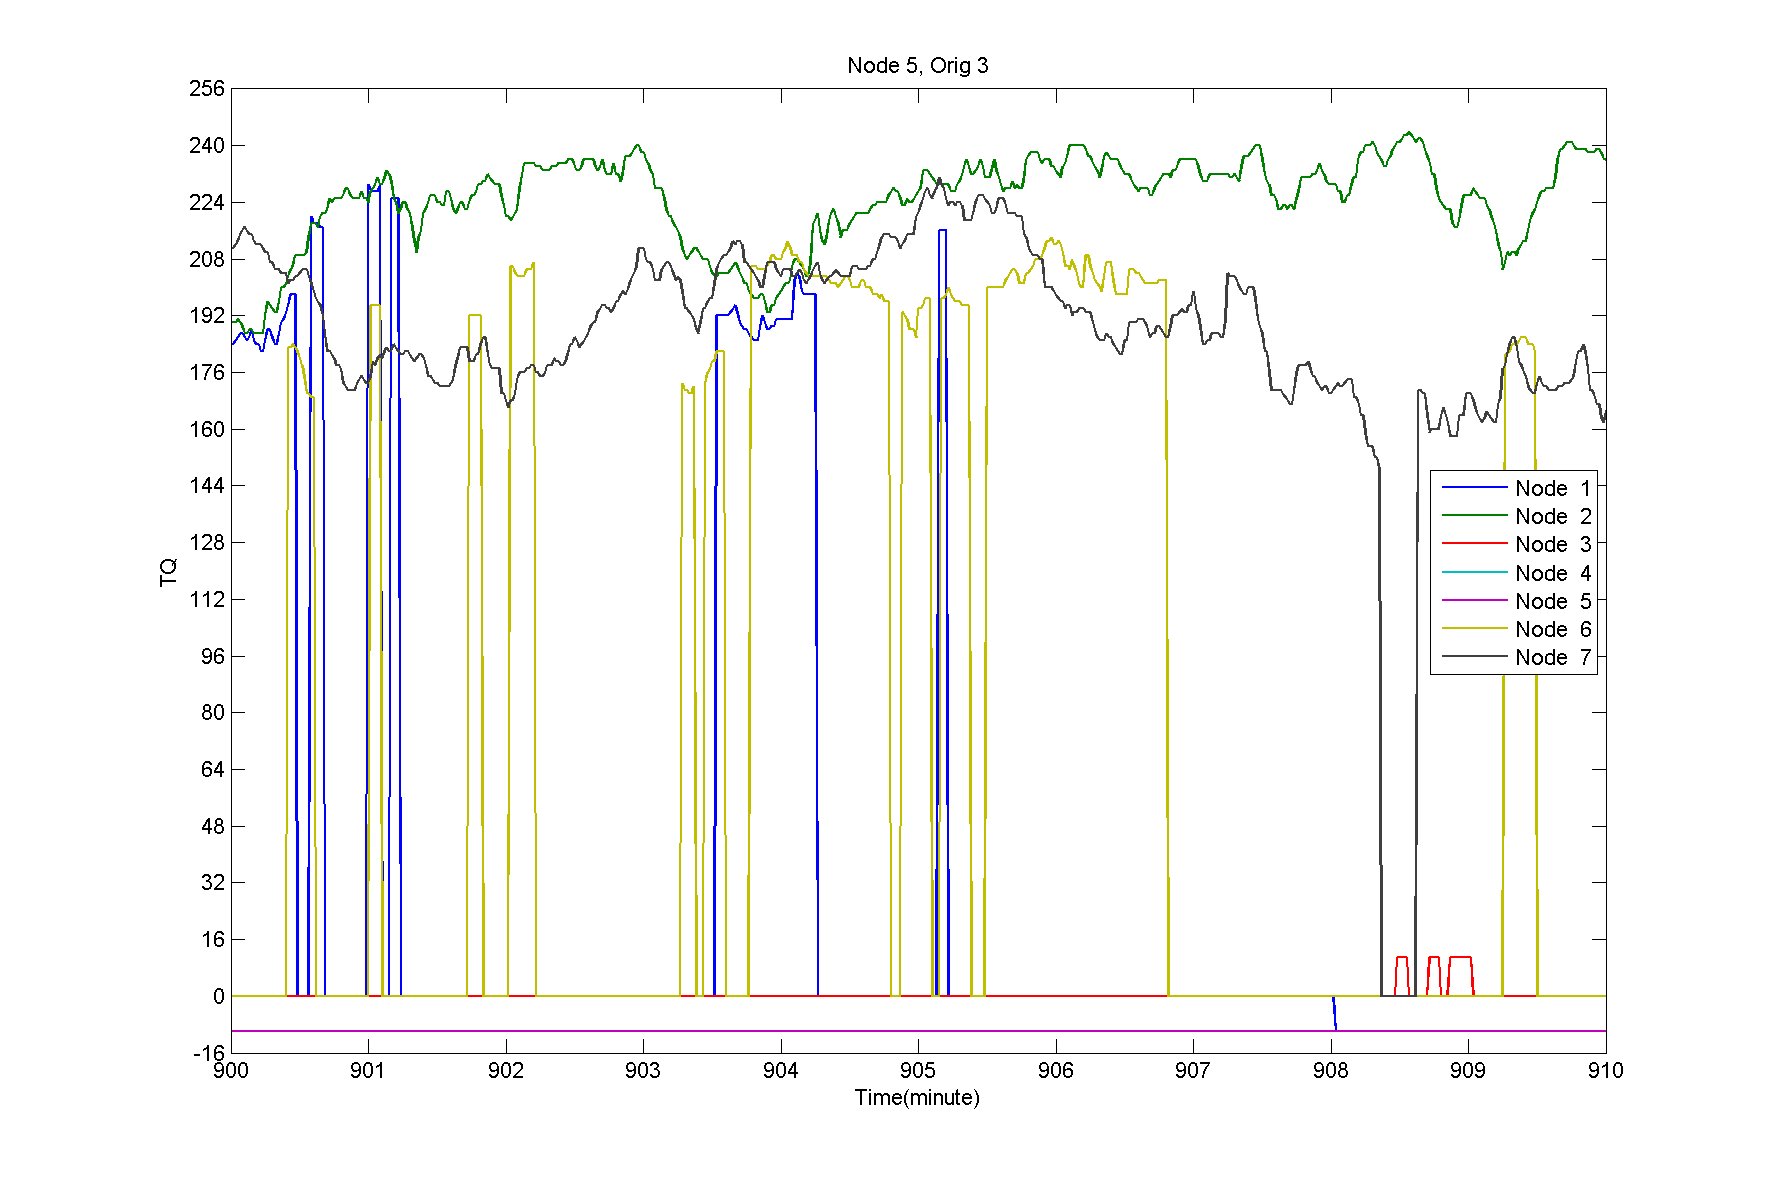 Node 5, Orig 3
256
240
224
208
192
176
160
144
128
112
96
80
64
48
32
16
0
-16
TQ
Node 1
Node 2
Node 3
Node 4
Node 5
Node 6
Node 7
900 901 902 903 904 905 906 907 908 909 910
Time(minute)